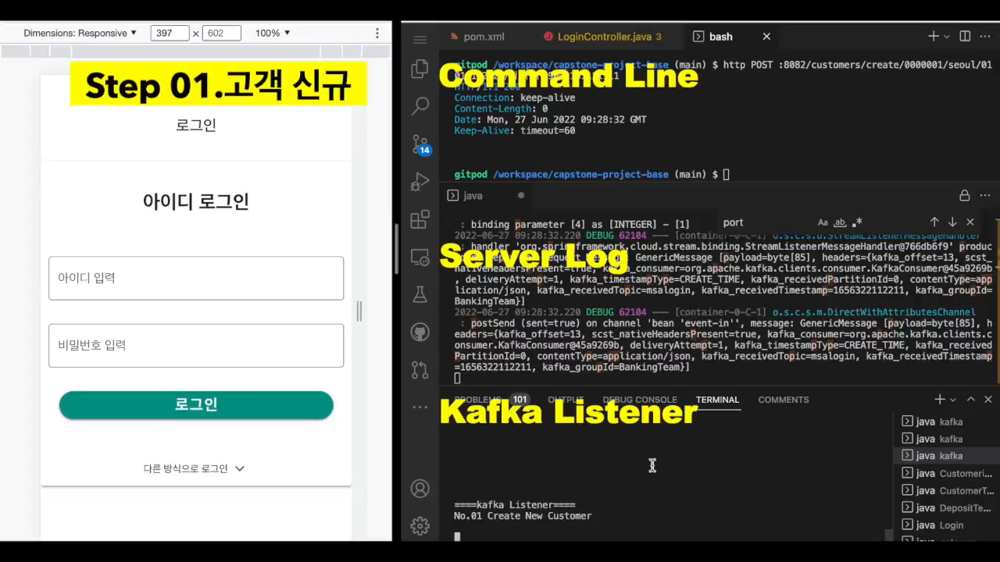 Dimensions: Responsive ▼ 397 × 602 100% ▼
Step 01.고객 신규
로그인
아이디 로그인
아이디 입력
비밀번호 입력
로그인
다른 방식으로 로그인
pom.xml LoginController.java 3 bash
gitpod /workspace/capstone-project-base (main) $ http POST :8082/customers/create/0000001/seoul/01
Command Line
Connection: keep-alive
Content-Length: 0
Date: Mon, 27 Jun 2022 09:28:32 GMT
Keep-Alive: timeout=60
14
gitpod /workspace/capstone-project-base (main) $
java
port Aa ab
: binding parameter [4] as [INTEGER] - [1]
2022-06-27 09:28:32.220 DEBUG 62104 --- [container-0-C-1] o.s.c.s.b.StreamListenerMessageHandler
: handler 'org.springframework.cloud.stream.binding.StreamListenerMessageHandler@766db6f9' produc
Server Log
request message: GenericMessage [payload=byte[85], headers={kafka_offset=13, scst_
nativeHeadersPresent=true, kafka_consumer=org.apache.kafka.clients.consumer.KafkaConsumer@45a9269b
, deliveryAttempt=1, kafka_timestampType=CREATE_TIME, kafka_receivedPartitionId=0, contentType=app
lication/json, kafka_receivedTopic=msalogin, kafka_receivedTimestamp=1656322112211, kafka_groupId=
BankingTeam}]
2022-06-27 09:28:32.220 DEBUG 62104 --- [container-0-C-1] o.s.c.s.m.DirectWithAttributesChannel
: postSend (sent=true) on channel 'bean 'event-in'', message: GenericMessage [payload=byte[85], h
eaders={kafka_offset=13, scst_nativeHeadersPresent=true, kafka_consumer=org.apache.kafka.clients.c
onsumer.KafkaConsumer@45a9269b, deliveryAttempt=1, kafka_timestampType=CREATE_TIME, kafka_received
PartitionId=0, contentType=application/json, kafka_receivedTopic=msalogin, kafka_receivedTimestamp
=1656322112211, kafka_groupId=BankingTeam}]
PROBLEMS 101 OUTPUT DEBUG CONSOLE TERMINAL COMMENTS
Kafka Listener
====kafka Listener====
No.01 Create New Customer
java kafka
java kafka
java kafka
java Customeri...
java CustomerT...
java DepositTe...
java Login